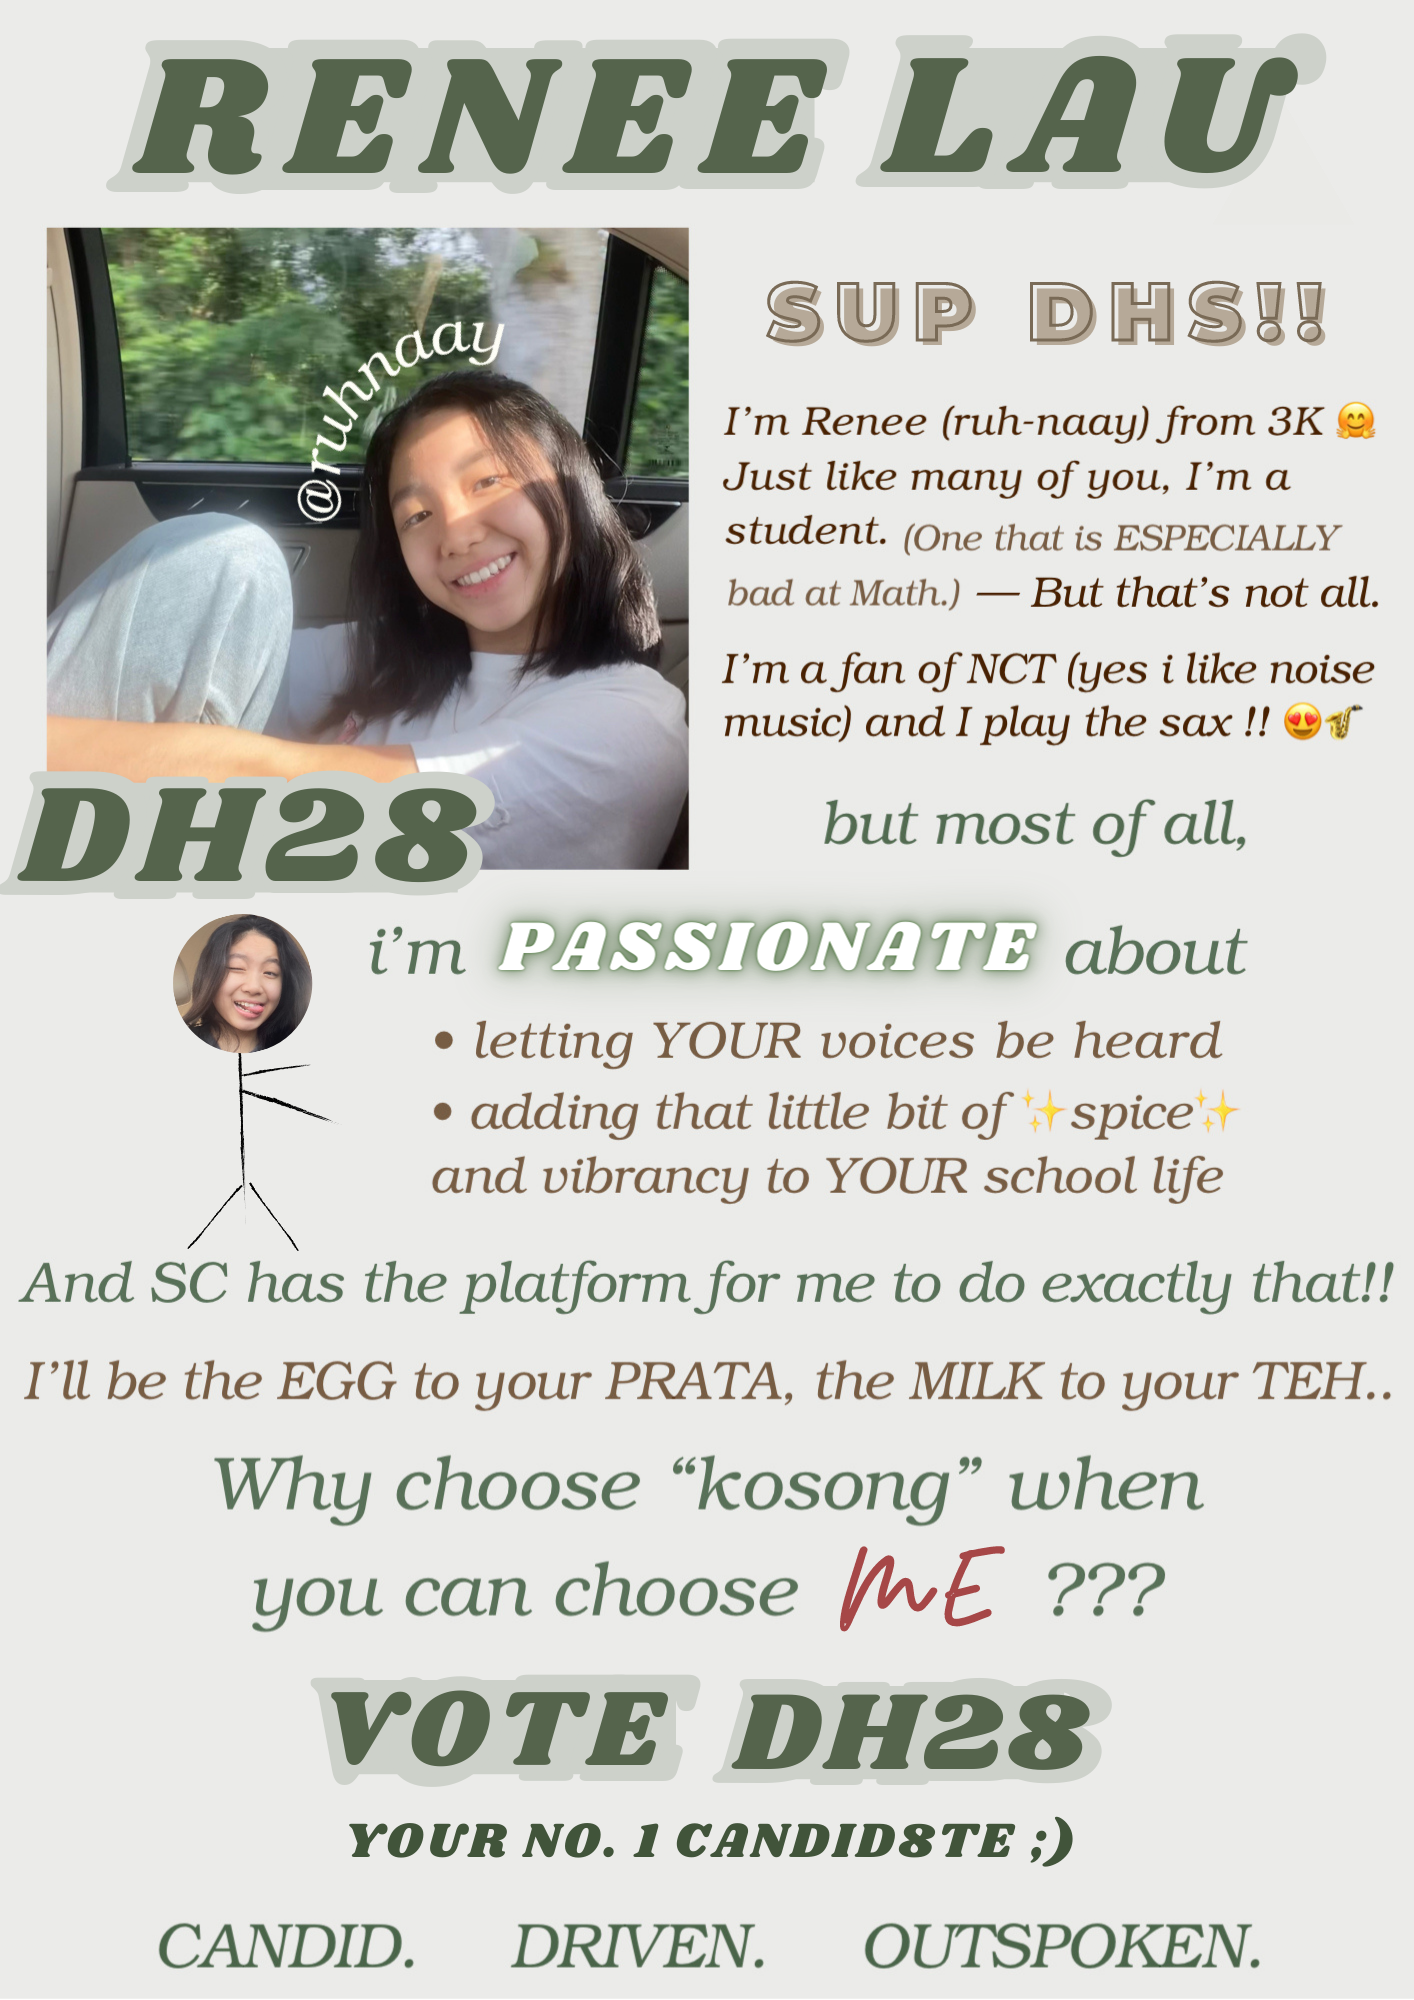 RENEE LAU
@ruhnaay
SUP DHS!!
I'm Renee (ruh-naay) from 3K 🤗
Just like many of you, I'm a
student. (One that is ESPECIALLY
bad at Math.) — But that's not all.
I'm a fan of NCT (yes i like noise
music) and I play the sax !! 😍🎷
DH28
but most of all,
i'm PASSIONATE about
• letting YOUR voices be heard
• adding that little bit of ✨spice✨
and vibrancy to YOUR school life
And SC has the platform for me to do exactly that!!
I'll be the EGG to your PRATA, the MILK to your TEH..
Why choose “kosong” when
you can choose ME ???
VOTE DH28
YOUR NO. 1 CANDID8TE ;)
CANDID. DRIVEN. OUTSPOKEN.